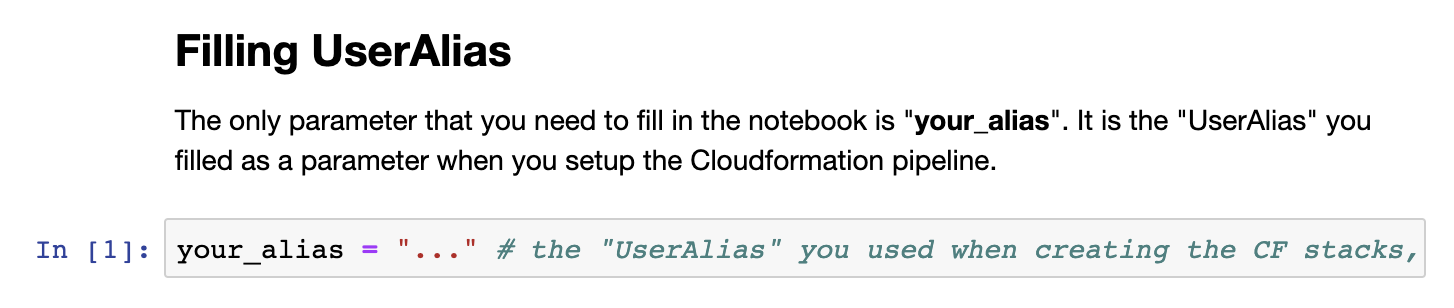 Filling UserAlias
The only parameter that you need to fill in the notebook is "your_alias". It is the "UserAlias" you
filled as a parameter when you setup the Cloudformation pipeline.
In [1]: your_alias = "..." # the "UserAlias" you used when creating the CF stacks,